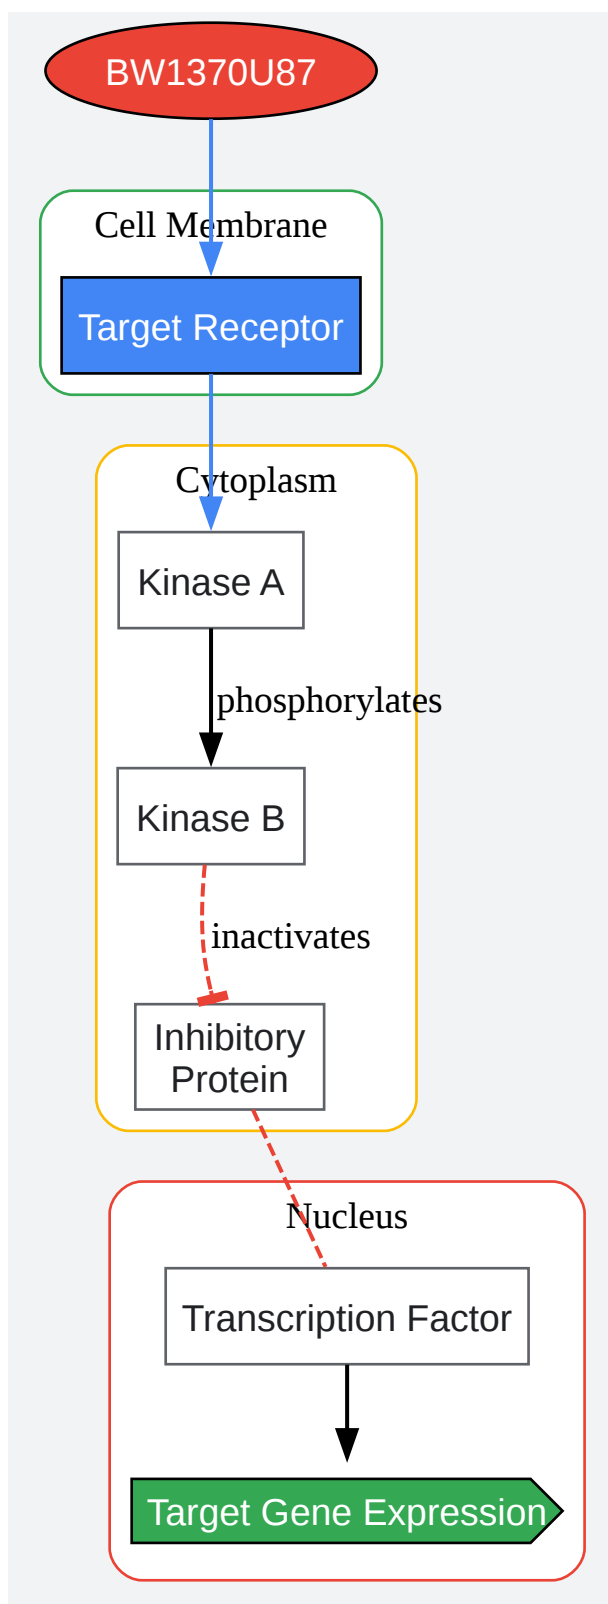 BW1370U87
Cell Membrane
Target Receptor
Cytoplasm
Kinase A
phosphorylates
Kinase B
inactivates
Inhibitory
Protein
Nucleus
Transcription Factor
Target Gene Expression